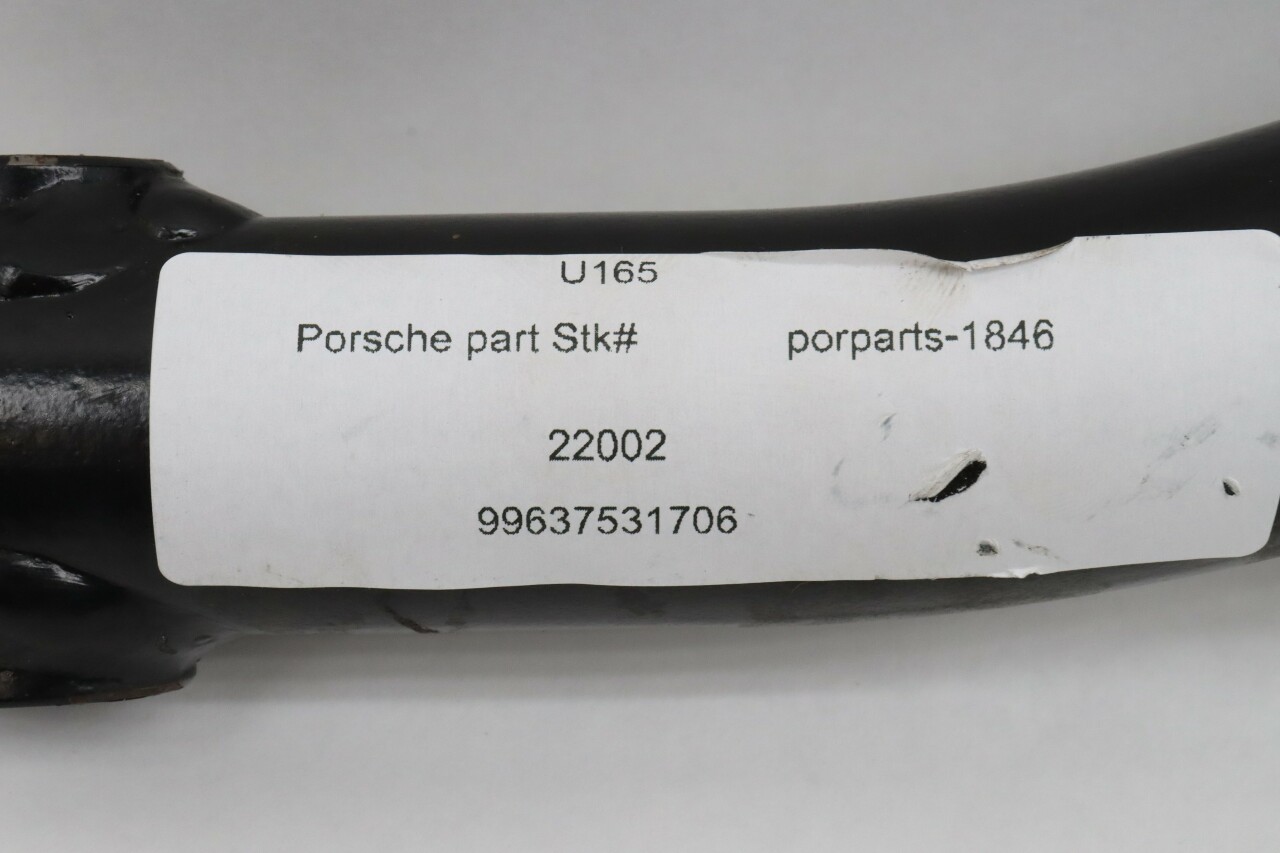 U165
Porsche part Stk# porparts-1846
22002
99637531706